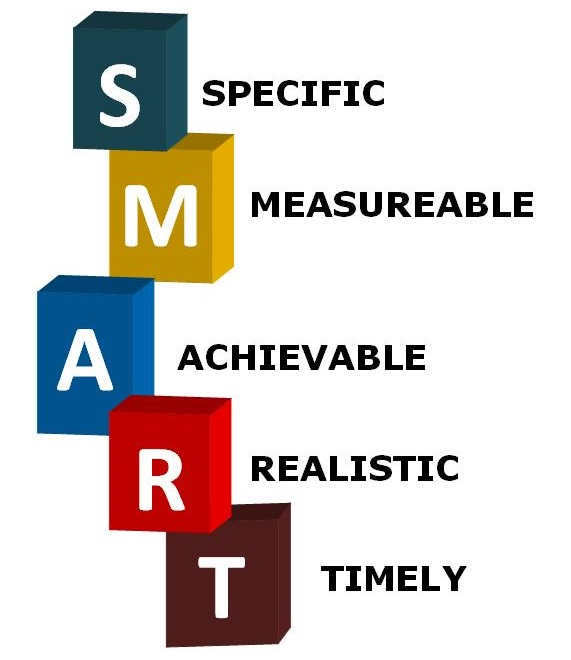 S SPECIFIC
M MEASUREABLE
A ACHIEVABLE
R REALISTIC
T TIMELY